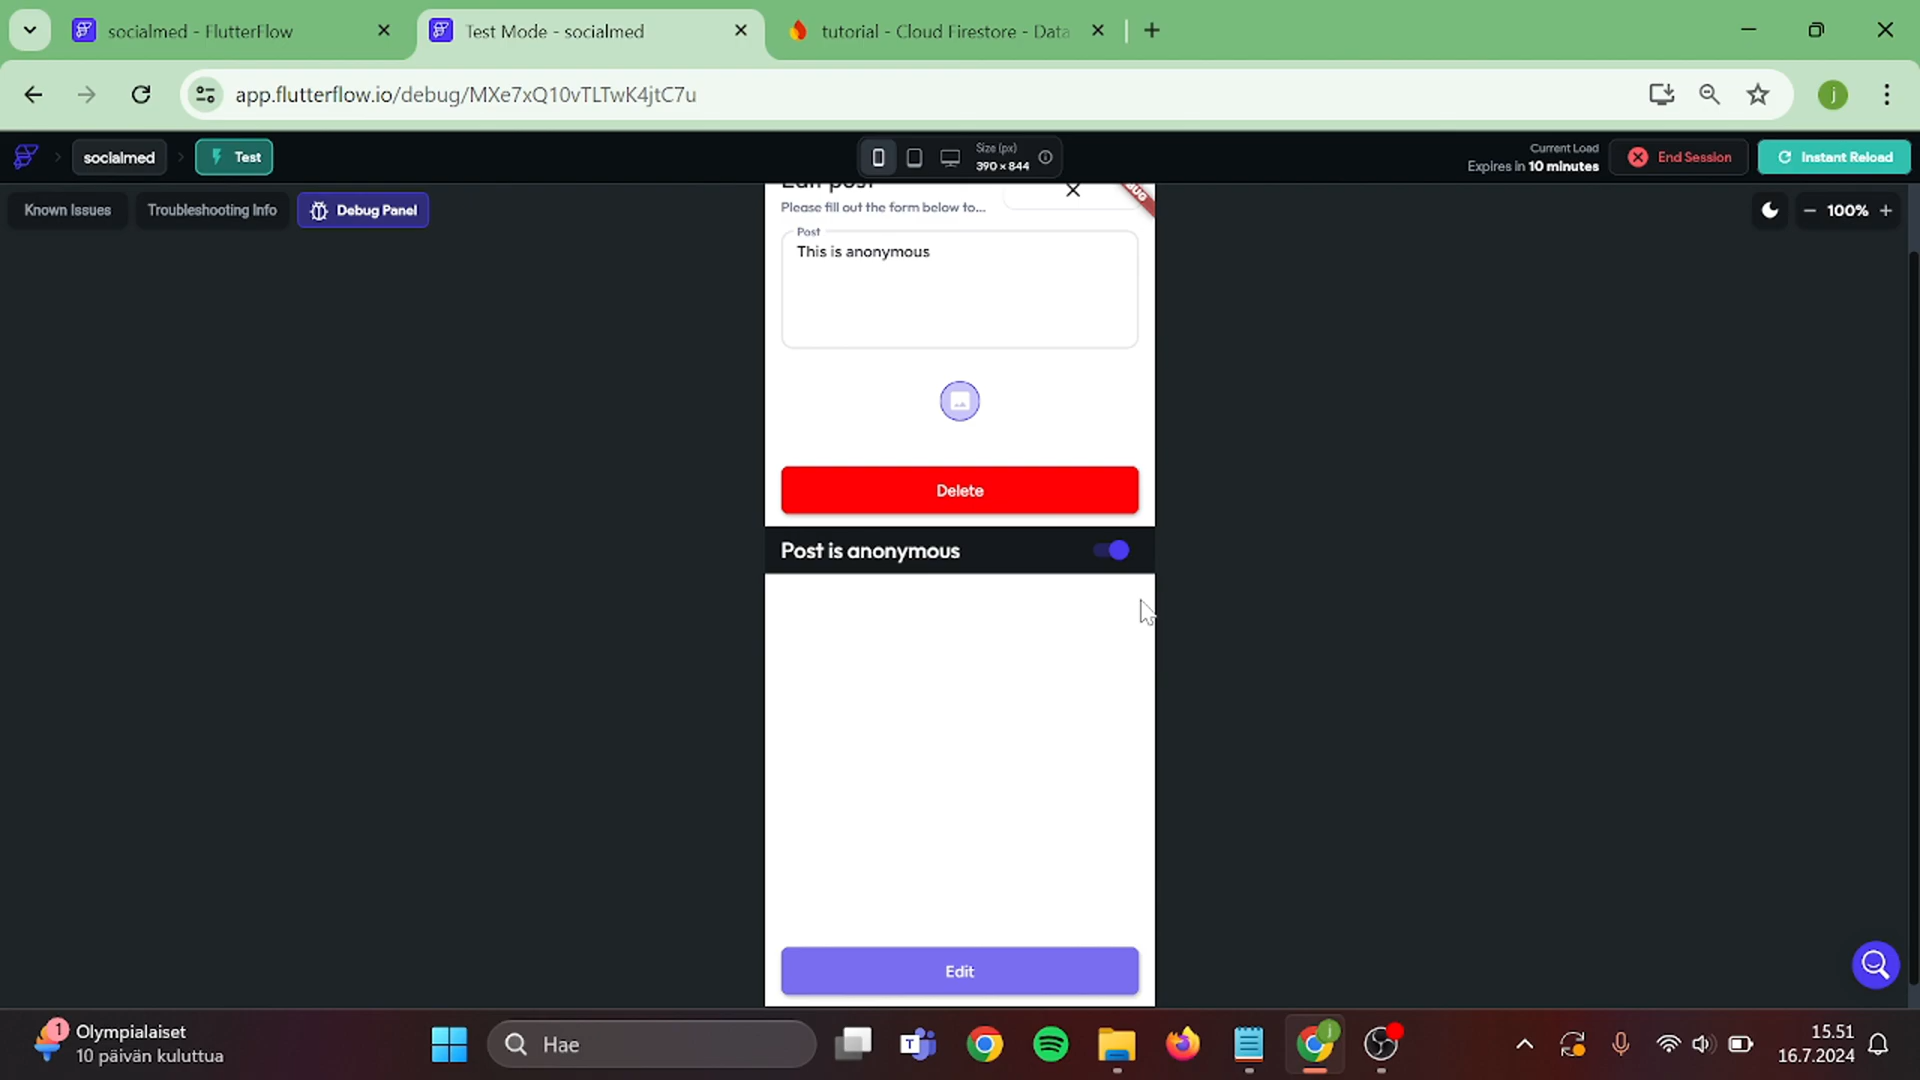 socialmed - FlutterFlow
Test Mode - socialmed
tutorial - Cloud Firestore - Data
app.flutterflow.io/debug/MXe7xQ10vTLTwK4jtC7u
j
socialmed
Test
Size (px)
390 × 844
Current Load
Expires in 10 minutes
End Session
Instant Reload
Known Issues
Troubleshooting Info
Debug Panel
100%
Edit post
Please fill out the form below to...
Post
This is anonymous
Delete
Post is anonymous
Edit
1
Olympialaiset
10 päivän kuluttua
Hae
j
15.51
16.7.2024